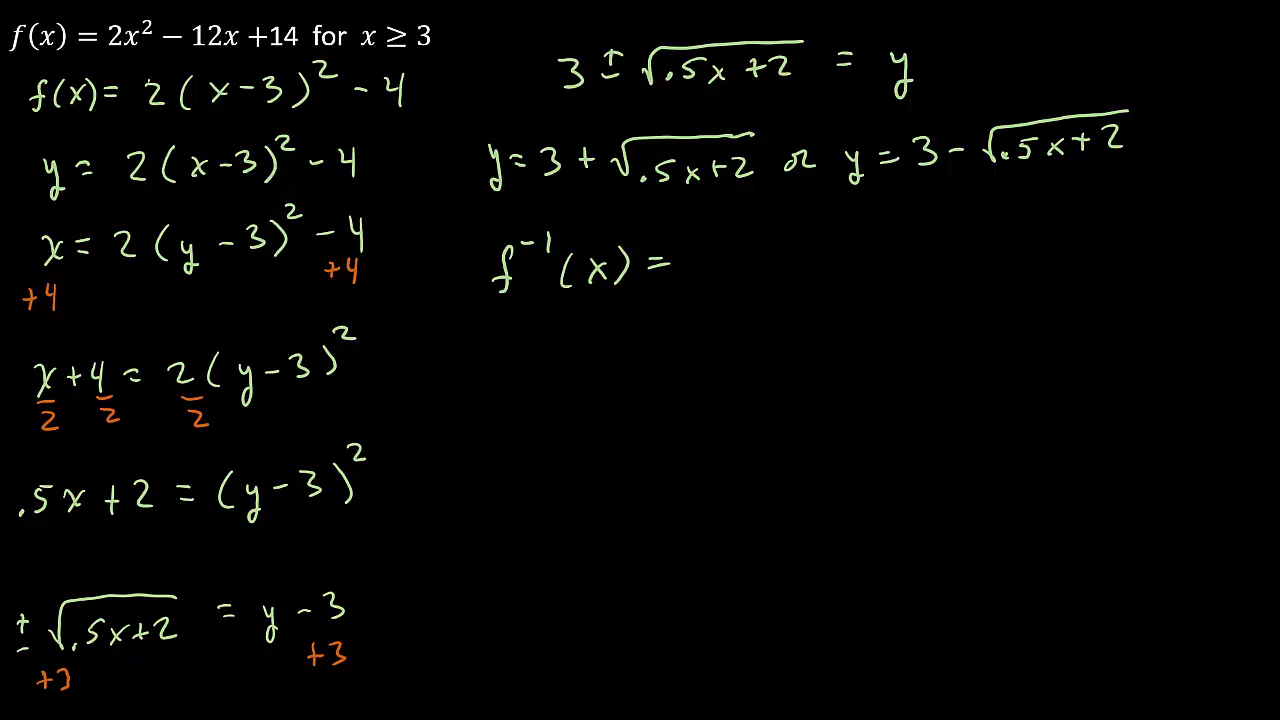 f(x) = 2x² − 12x +14 for x ≥ 3
f(x) = 2(x-3)² - 4
y = 2(x-3)² - 4
x = 2(y-3)² - 4
+4 +4
x+4 = 2(y-3)²
2 2 2
.5x+2 = (y-3)²
± √.5x+2 = y - 3
+3 +3
3 ± √.5x+2 = y
y = 3 + √.5x+2 or y = 3 - √.5x+2
f⁻¹(x) =